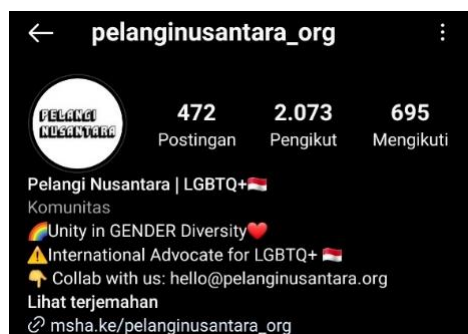 pelanginusantara_org
PELANGI
NUSANTARA
472 2.073 695
Postingan Pengikut Mengikuti
Pelangi Nusantara | LGBTQ+🇮🇩
Komunitas
🌈Unity in GENDER Diversity❤️
⚠️International Advocate for LGBTQ+ 🇮🇩
👇 Collab with us: hello@pelanginusantara.org
Lihat terjemahan
msha.ke/pelanginusantara_org